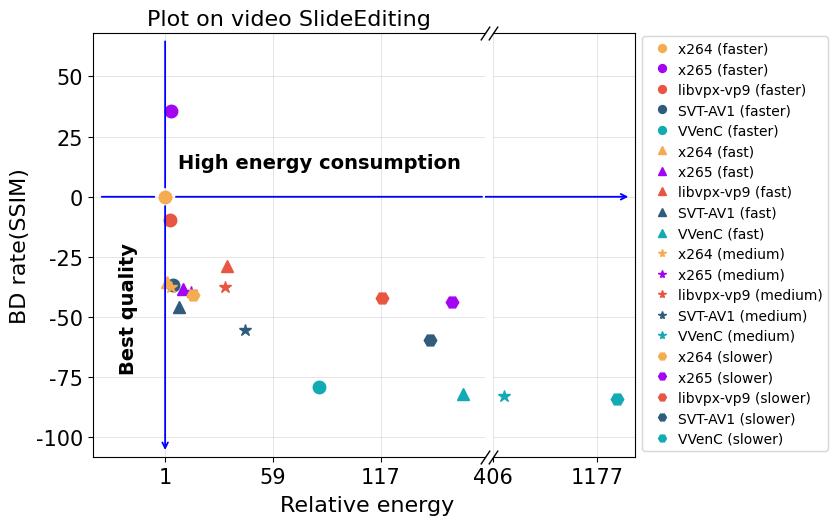 Plot on video SlideEditing
BD rate(SSIM)
50
25
0
-25
-50
-75
-100
High energy consumption
Best quality
1
59
117
406
1177
Relative energy
x264 (faster)
x265 (faster)
libvpx-vp9 (faster)
SVT-AV1 (faster)
VVenC (faster)
x264 (fast)
x265 (fast)
libvpx-vp9 (fast)
SVT-AV1 (fast)
VVenC (fast)
x264 (medium)
x265 (medium)
libvpx-vp9 (medium)
SVT-AV1 (medium)
VVenC (medium)
x264 (slower)
x265 (slower)
libvpx-vp9 (slower)
SVT-AV1 (slower)
VVenC (slower)